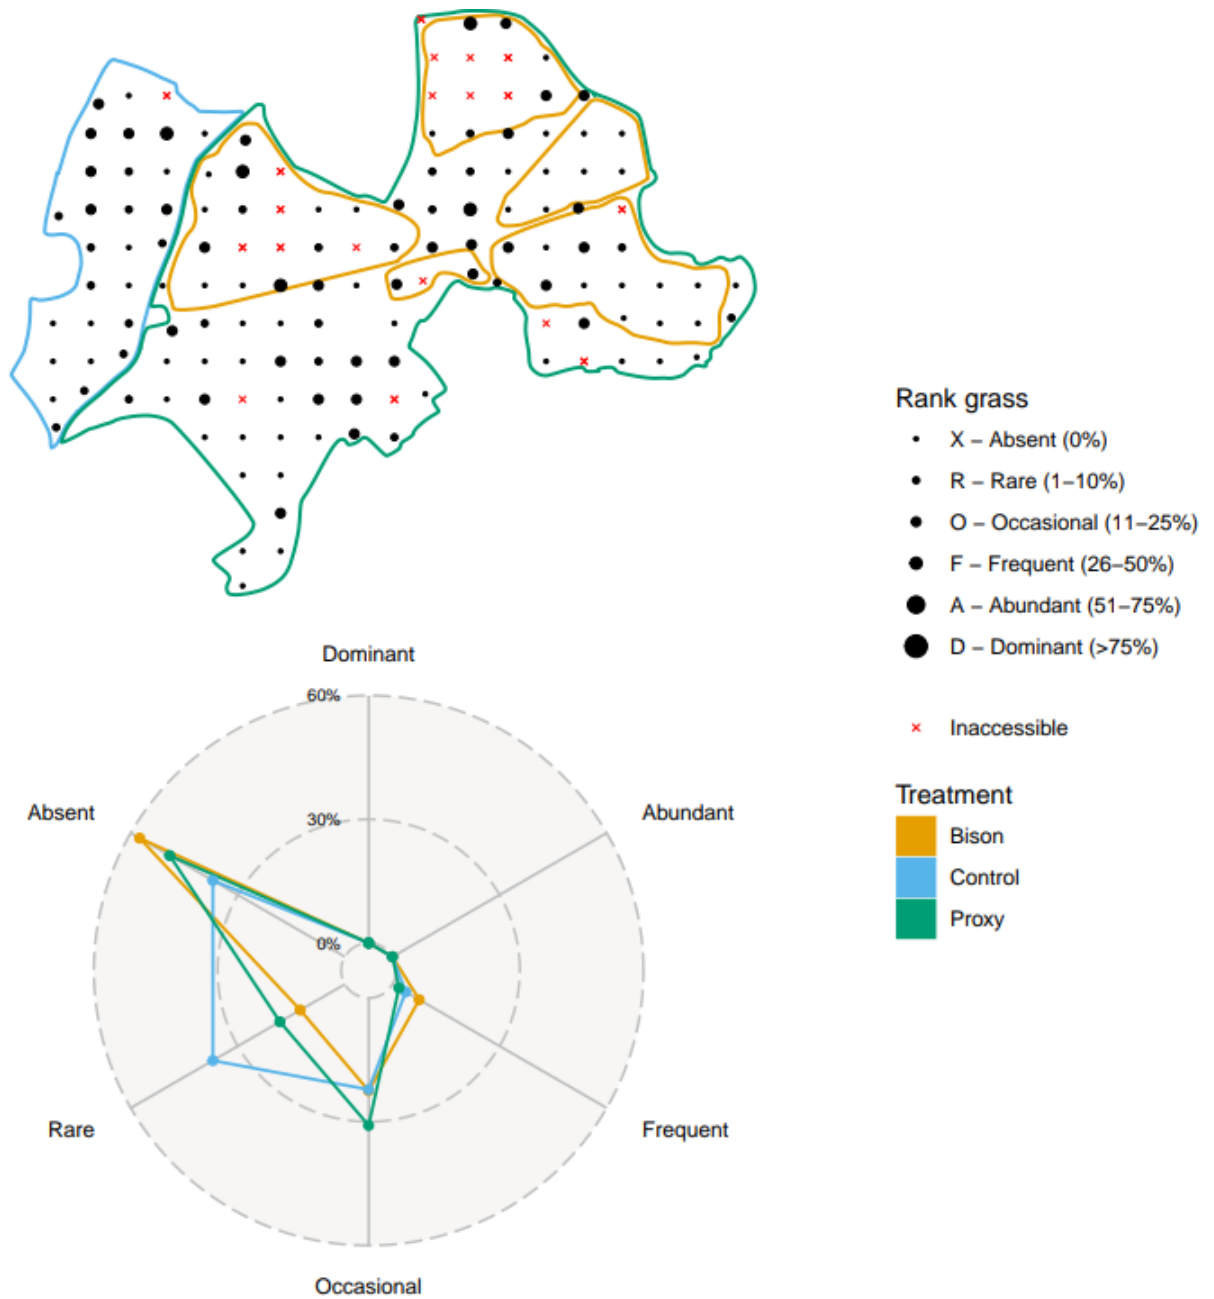 Rank grass
X – Absent (0%)
R – Rare (1–10%)
O – Occasional (11–25%)
F – Frequent (26–50%)
A – Abundant (51–75%)
D – Dominant (>75%)
Inaccessible
Treatment
Bison
Control
Proxy
Dominant
60%
Absent
30%
Abundant
0%
Rare
Frequent
Occasional